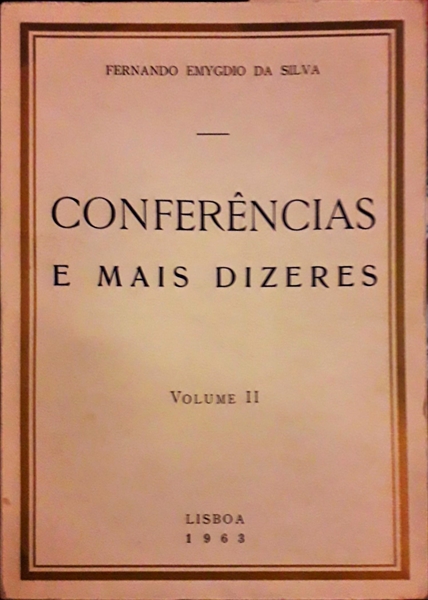 FERNANDO EMYGDIO DA SILVA
CONFERÊNCIAS
E MAIS DIZERES
VOLUME II
LISBOA
1963